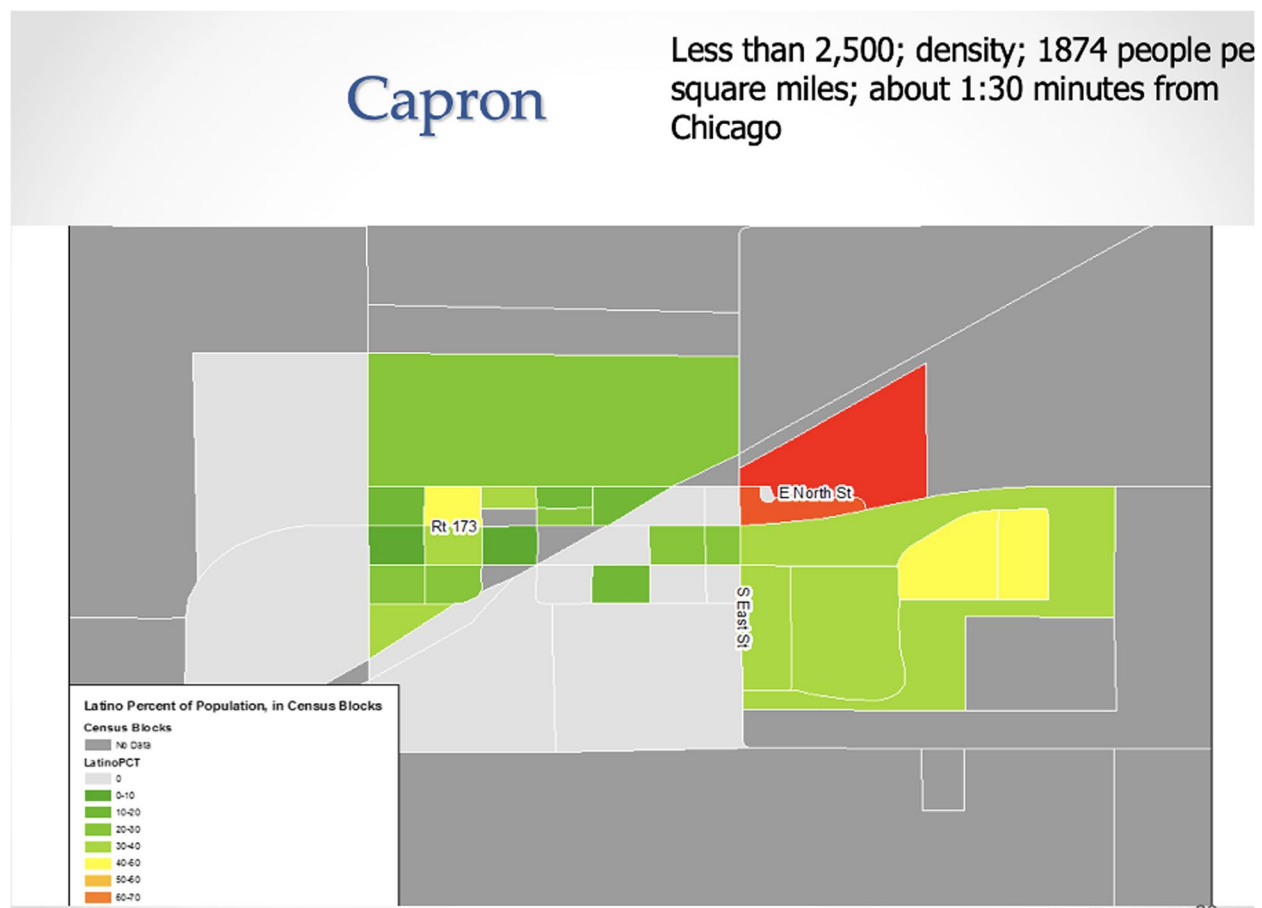 Capron
Less than 2,500; density; 1874 people pe
square miles; about 1:30 minutes from
Chicago
E North St
Rt 173
S East St
Latino Percent of Population, in Census Blocks
Census Blocks
No Data
LatinoPCT
0
0-10
10-20
20-30
30-40
40-60
50-60
60-70